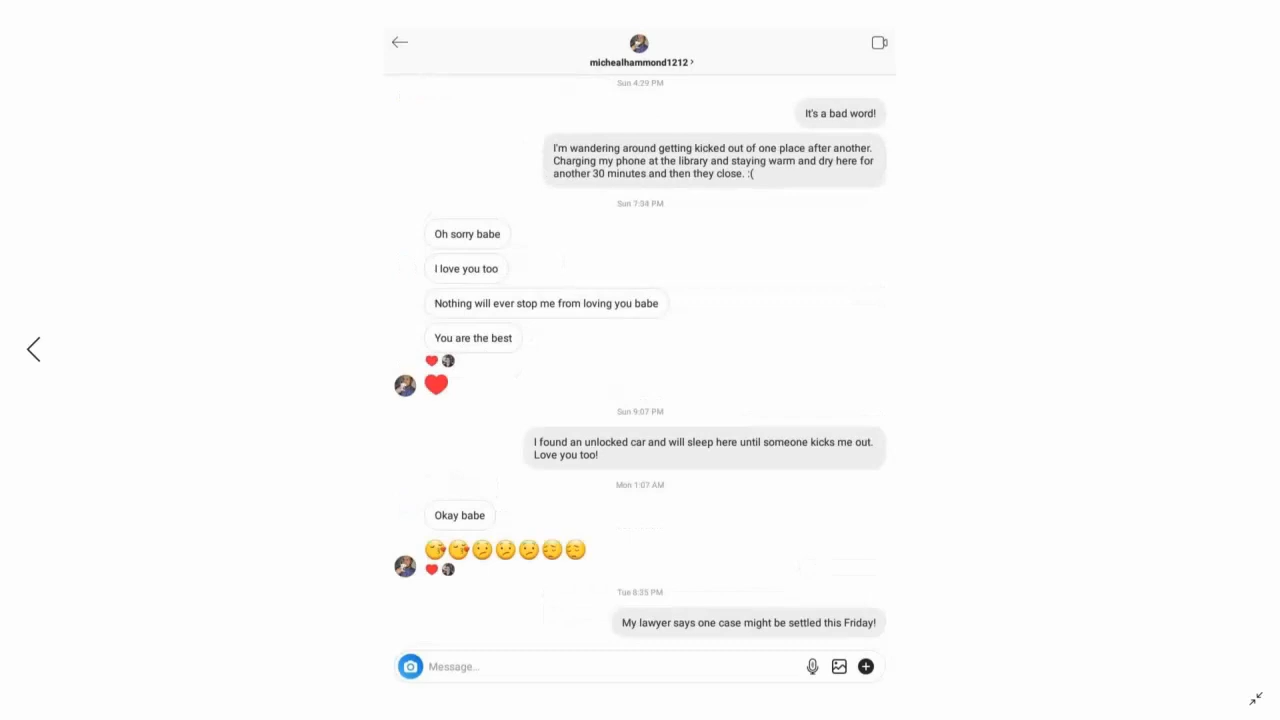 michealhammond1212 ›
Sun 4:29 PM
It's a bad word!
I'm wandering around getting kicked out of one place after another.
Charging my phone at the library and staying warm and dry here for
another 30 minutes and then they close. :(
Sun 7:34 PM
Oh sorry babe
I love you too
Nothing will ever stop me from loving you babe
You are the best
Sun 9:07 PM
I found an unlocked car and will sleep here until someone kicks me out.
Love you too!
Mon 1:07 AM
Okay babe
Tue 8:35 PM
My lawyer says one case might be settled this Friday!
Message...